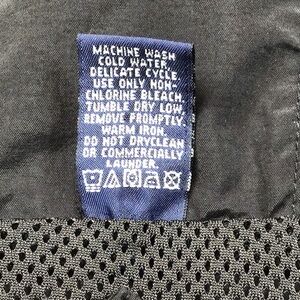 MACHINE WASH
COLD WATER,
DELICATE CYCLE.
USE ONLY NON-
CHLORINE BLEACH.
TUMBLE DRY LOW.
REMOVE PROMPTLY.
WARM IRON.
DO NOT DRYCLEAN
OR COMMERCIALLY
LAUNDER.